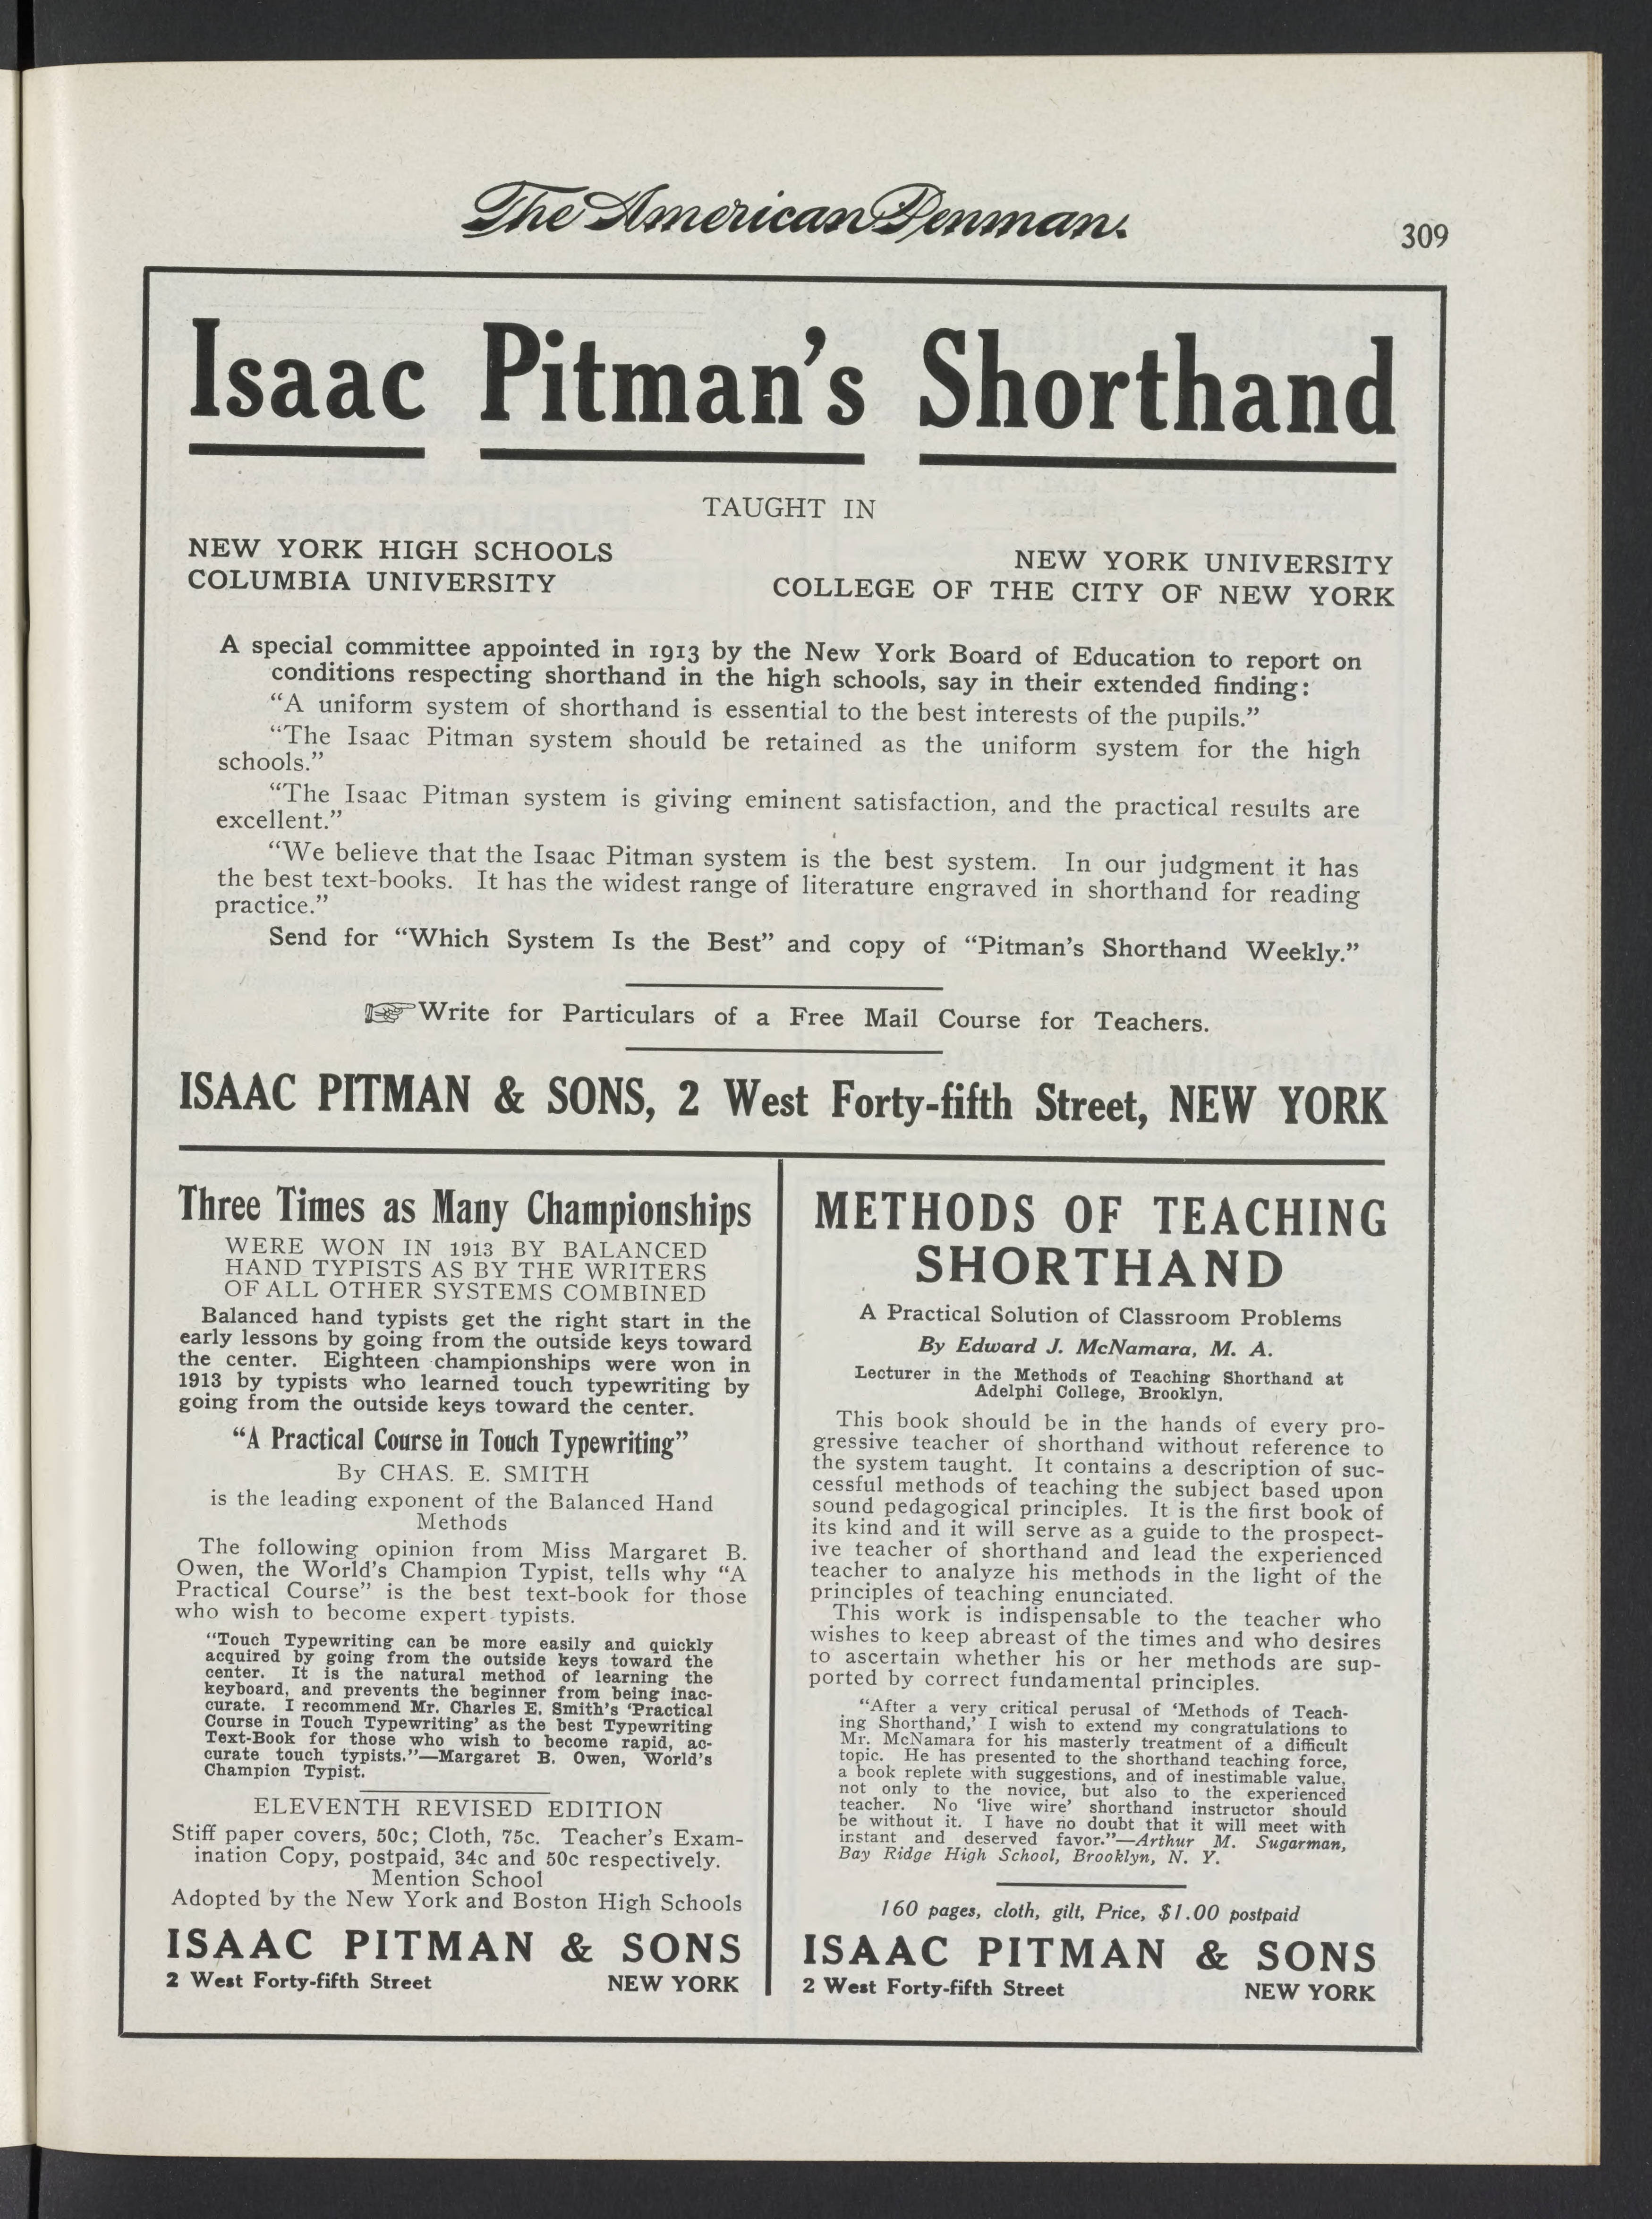 The American Penman.
309
Isaac Pitman's Shorthand
TAUGHT IN
NEW YORK HIGH SCHOOLS
COLUMBIA UNIVERSITY
NEW YORK UNIVERSITY
COLLEGE OF THE CITY OF NEW YORK
A special committee appointed in 1913 by the New York Board of Education to report on
conditions respecting shorthand in the high schools, say in their extended finding:
"A uniform system of shorthand is essential to the best interests of the pupils."
"The Isaac Pitman system should be retained as the uniform system for the high
schools."
"The Isaac Pitman system is giving eminent satisfaction, and the practical results are
excellent."
"We believe that the Isaac Pitman system is the best system. In our judgment it has
the best text-books. It has the widest range of literature engraved in shorthand for reading
practice."
Send for "Which System Is the Best" and copy of "Pitman's Shorthand Weekly."
☞Write for Particulars of a Free Mail Course for Teachers.
ISAAC PITMAN & SONS, 2 West Forty-fifth Street, NEW YORK
Three Times as Many Championships
WERE WON IN 1913 BY BALANCED
HAND TYPISTS AS BY THE WRITERS
OF ALL OTHER SYSTEMS COMBINED
Balanced hand typists get the right start in the
early lessons by going from the outside keys toward
the center. Eighteen championships were won in
1913 by typists who learned touch typewriting by
going from the outside keys toward the center.
"A Practical Course in Touch Typewriting"
By CHAS. E. SMITH
is the leading exponent of the Balanced Hand
Methods
The following opinion from Miss Margaret B.
Owen, the World's Champion Typist, tells why "A
Practical Course" is the best text-book for those
who wish to become expert typists.
"Touch Typewriting can be more easily and quickly
acquired by going from the outside keys toward the
center. It is the natural method of learning the
keyboard, and prevents the beginner from being inac-
curate. I recommend Mr. Charles E. Smith's 'Practical
Course in Touch Typewriting' as the best Typewriting
Text-Book for those who wish to become rapid, ac-
curate touch typists."—Margaret B. Owen, World's
Champion Typist.
ELEVENTH REVISED EDITION
Stiff paper covers, 50c; Cloth, 75c. Teacher's Exam-
ination Copy, postpaid, 34c and 50c respectively.
Mention School
Adopted by the New York and Boston High Schools
ISAAC PITMAN & SONS
2 West Forty-fifth Street NEW YORK
METHODS OF TEACHING
SHORTHAND
A Practical Solution of Classroom Problems
By Edward J. McNamara, M. A.
Lecturer in the Methods of Teaching Shorthand at
Adelphi College, Brooklyn.
This book should be in the hands of every pro-
gressive teacher of shorthand without reference to
the system taught. It contains a description of suc-
cessful methods of teaching the subject based upon
sound pedagogical principles. It is the first book of
its kind and it will serve as a guide to the prospect-
ive teacher of shorthand and lead the experienced
teacher to analyze his methods in the light of the
principles of teaching enunciated.
This work is indispensable to the teacher who
wishes to keep abreast of the times and who desires
to ascertain whether his or her methods are sup-
ported by correct fundamental principles.
"After a very critical perusal of 'Methods of Teach-
ing Shorthand,' I wish to extend my congratulations to
Mr. McNamara for his masterly treatment of a difficult
topic. He has presented to the shorthand teaching force,
a book replete with suggestions, and of inestimable value,
not only to the novice, but also to the experienced
teacher. No 'live wire' shorthand instructor should
be without it. I have no doubt that it will meet with
instant and deserved favor."—Arthur M. Sugarman,
Bay Ridge High School, Brooklyn, N. Y.
160 pages, cloth, gilt, Price, $1.00 postpaid
ISAAC PITMAN & SONS
2 West Forty-fifth Street NEW YORK